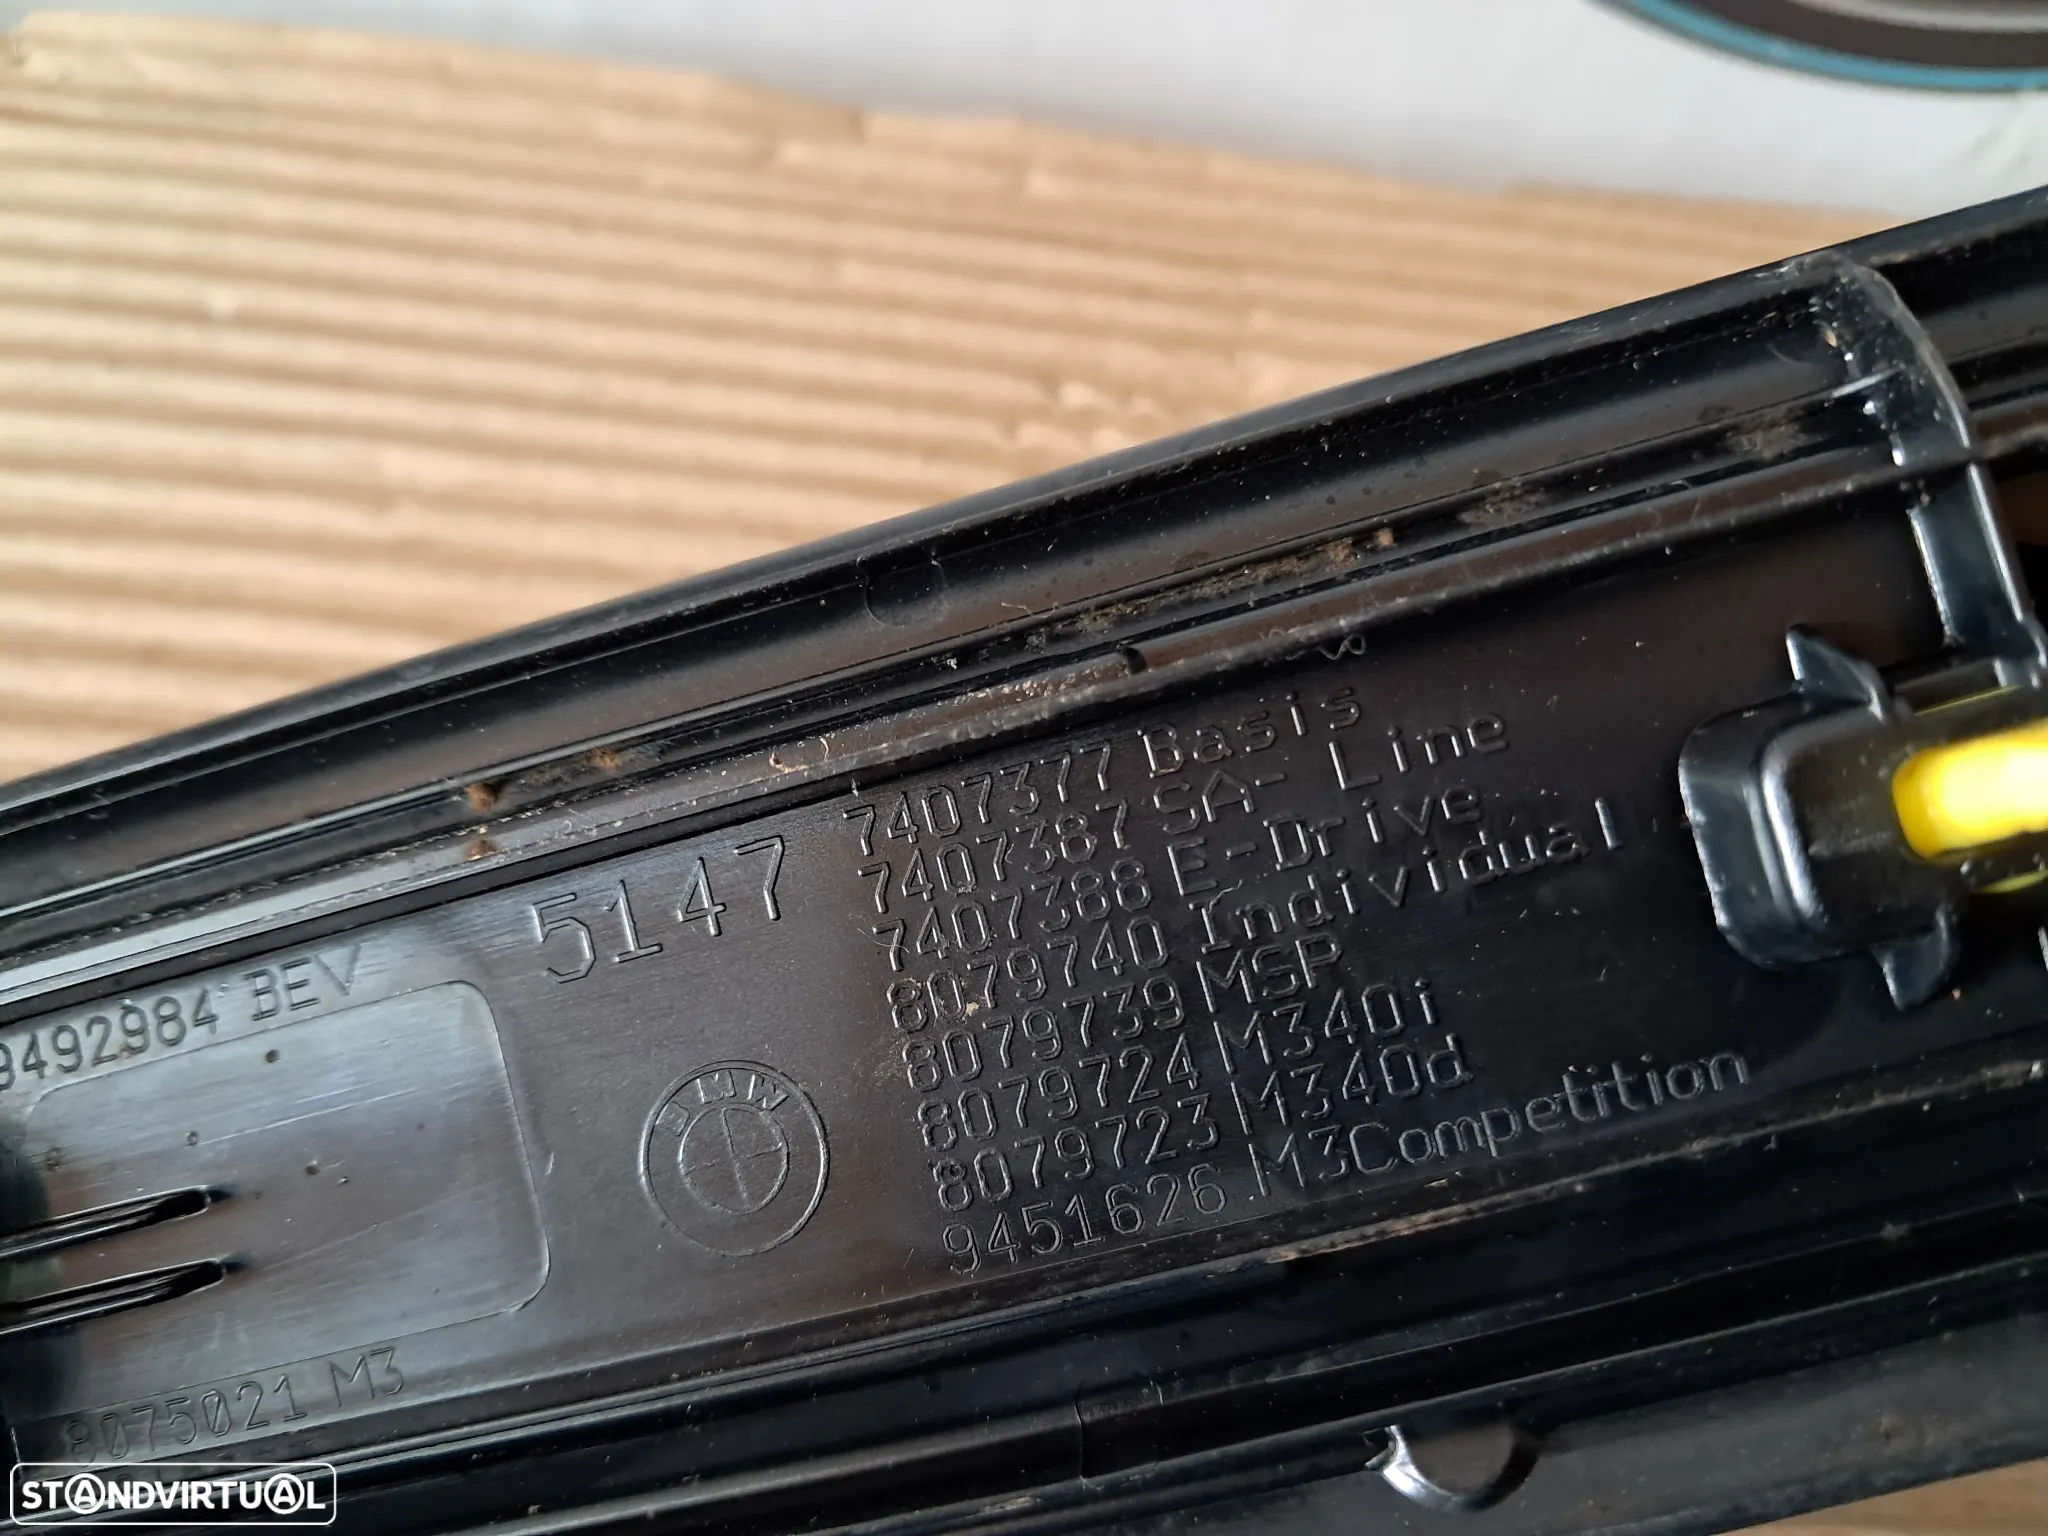 5147
7407377 Basis
7407387 SA- Line
7407388 E-Drive
8079740 Individual
8079739 MSP
8079724 M340i
8079723 M340d
9451626 M3Competition
9492984 BEV
BMW
8075021 M3
STANDVIRTUAL